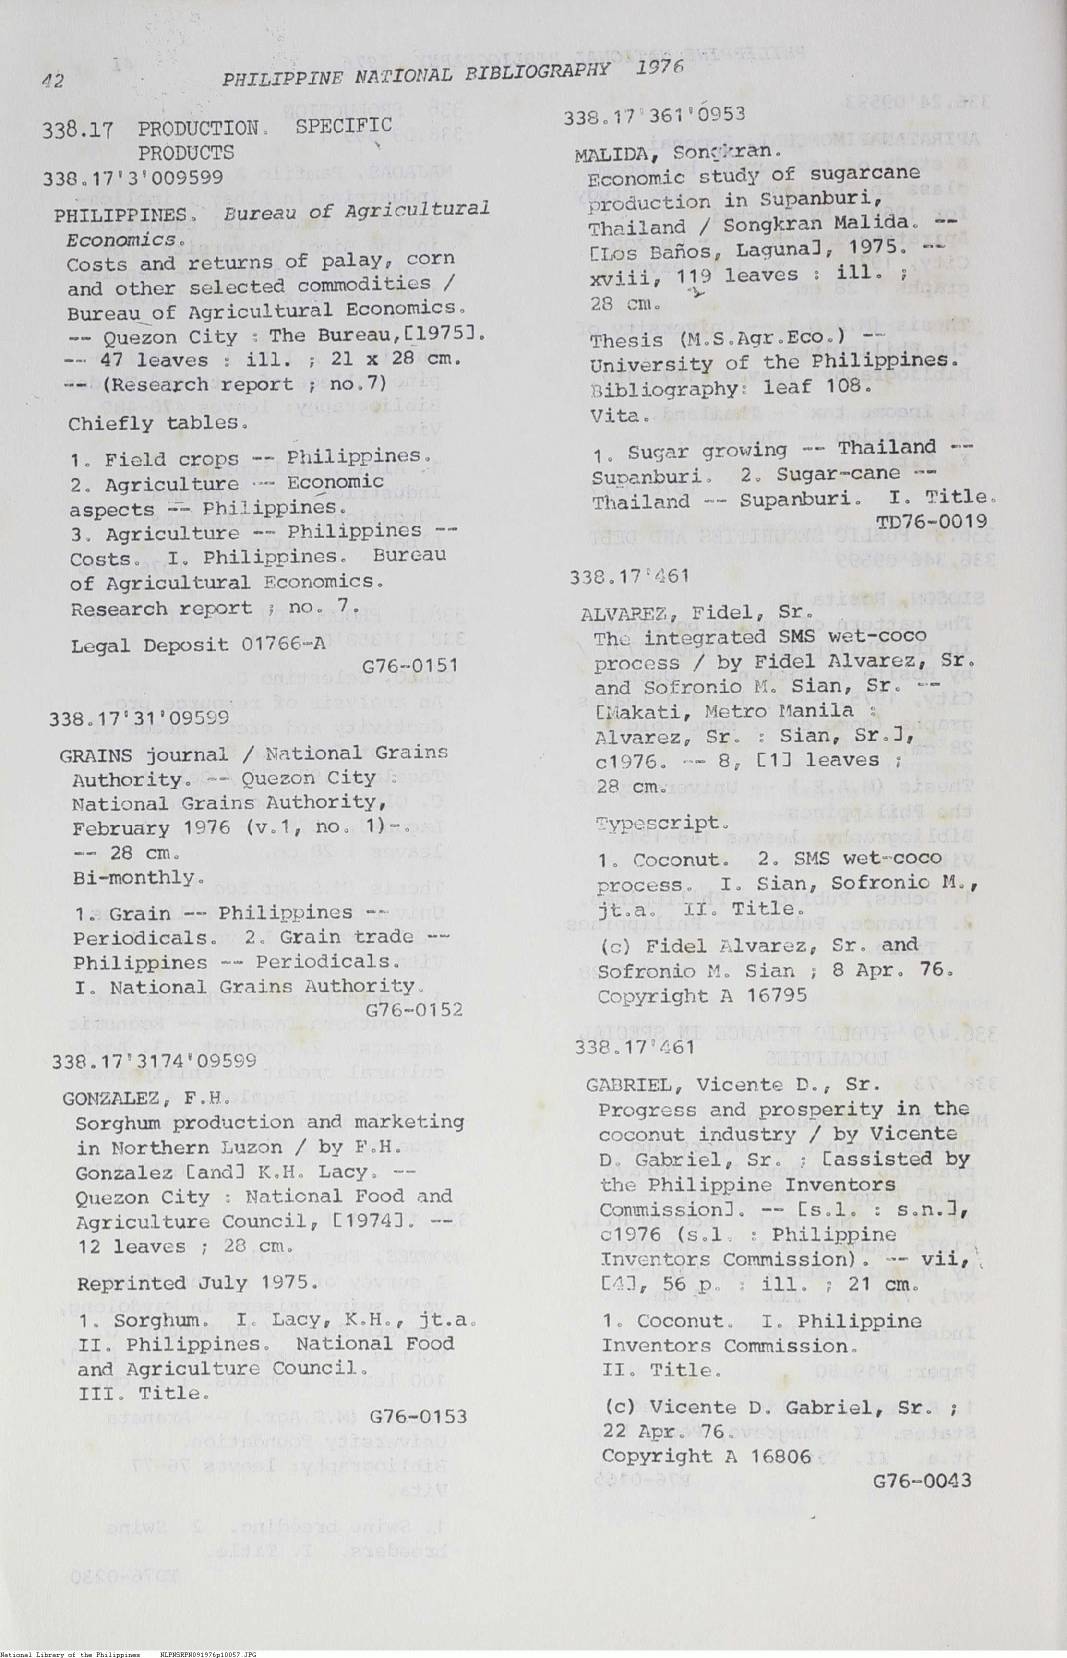 42
PHILIPPINE NATIONAL BIBLIOGRAPHY 1976
338.17 PRODUCTION. SPECIFIC
PRODUCTS
338.17'3'009599
PHILIPPINES. Bureau of Agricultural
Economics.
Costs and returns of palay, corn
and other selected commodities /
Bureau of Agricultural Economics.
-- Quezon City : The Bureau,[1975].
-- 47 leaves : ill. ; 21 x 28 cm.
-- (Research report ; no.7)
Chiefly tables.
1. Field crops -- Philippines.
2. Agriculture -- Economic
aspects -- Philippines.
3. Agriculture -- Philippines --
Costs. I. Philippines. Bureau
of Agricultural Economics.
Research report ; no. 7.
Legal Deposit 01766-A
G76-0151
338.17'31'09599
GRAINS journal / National Grains
Authority. -- Quezon City :
National Grains Authority,
February 1976 (v.1, no. 1)-.
-- 28 cm.
Bi-monthly.
1. Grain -- Philippines --
Periodicals. 2. Grain trade --
Philippines -- Periodicals.
I. National Grains Authority.
G76-0152
338.17'3174'09599
GONZALEZ, F.H.
Sorghum production and marketing
in Northern Luzon / by F.H.
Gonzalez [and] K.H. Lacy. --
Quezon City : National Food and
Agriculture Council, [1974]. --
12 leaves ; 28 cm.
Reprinted July 1975.
1. Sorghum. I. Lacy, K.H., jt.a.
II. Philippines. National Food
and Agriculture Council.
III. Title.
G76-0153
338.17'361'0953
MALIDA, Songkran.
Economic study of sugarcane
production in Supanburi,
Thailand / Songkran Malida. --
[Los Baños, Laguna], 1975. --
xviii, 119 leaves : ill. ;
28 cm.
Thesis (M.S.Agr.Eco.) --
University of the Philippines.
Bibliography: leaf 108.
Vita.
1. Sugar growing -- Thailand --
Supanburi. 2. Sugar-cane --
Thailand -- Supanburi. I. Title.
TD76-0019
338.17'461
ALVAREZ, Fidel, Sr.
The integrated SMS wet-coco
process / by Fidel Alvarez, Sr.
and Sofronio M. Sian, Sr. --
[Makati, Metro Manila :
Alvarez, Sr. : Sian, Sr.],
c1976. -- 8, [1] leaves ;
28 cm.
Typescript.
1. Coconut. 2. SMS wet-coco
process. I. Sian, Sofronio M.,
jt.a. II. Title.
(c) Fidel Alvarez, Sr. and
Sofronio M. Sian ; 8 Apr. 76.
Copyright A 16795
338.17'461
GABRIEL, Vicente D., Sr.
Progress and prosperity in the
coconut industry / by Vicente
D. Gabriel, Sr. ; [assisted by
the Philippine Inventors
Commission]. -- [s.l. : s.n.],
c1976 (s.l. : Philippine
Inventors Commission). -- vii,
[4], 56 p. : ill. ; 21 cm.
1. Coconut. I. Philippine
Inventors Commission.
II. Title.
(c) Vicente D. Gabriel, Sr. ;
22 Apr. 76.
Copyright A 16806
G76-0043
National Library of the Philippines NLPNSRPN091976p10057.JPG